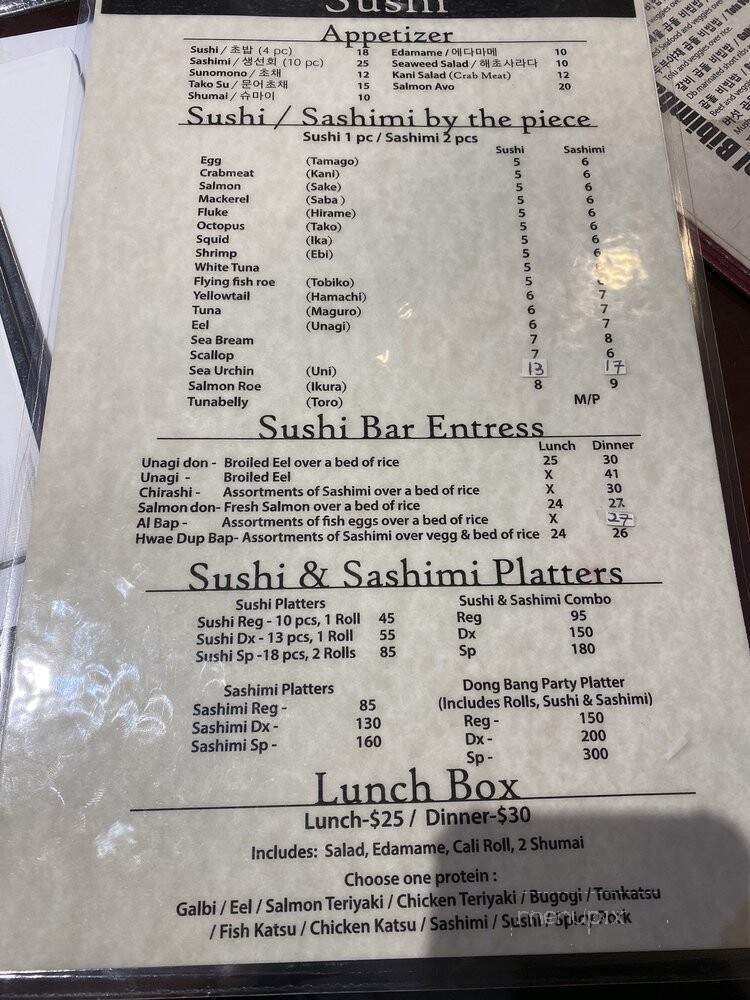 Sushi
Appetizer
Sushi / 초밥 (4 pc) 18 Edamame / 에다마메 10
Sashimi / 생선회 (10 pc) 25 Seaweed Salad / 해초사라다 10
Sunomono / 초채 12 Kani Salad (Crab Meat) 12
Tako Su / 문어초채 15 Salmon Avo 20
Shumai / 슈마이 10
Sushi / Sashimi by the piece
Sushi 1 pc / Sashimi 2 pcs
Sushi Sashimi
Egg (Tamago) 5 6
Crabmeat (Kani) 5 6
Salmon (Sake) 5 6
Mackerel (Saba ) 5 6
Fluke (Hirame) 5 6
Octopus (Tako) 5 6
Squid (Ika) 5 6
Shrimp (Ebi) 5 6
White Tuna 5
Flying fish roe (Tobiko) 5
Yellowtail (Hamachi) 6 7
Tuna (Maguro) 6 7
Eel (Unagi) 6 7
Sea Bream 7 8
Scallop 7 6
Sea Urchin (Uni) 13 17
Salmon Roe (Ikura) 8 9
Tunabelly (Toro) M/P
Sushi Bar Entress
Lunch Dinner
Unagi don - Broiled Eel over a bed of rice 25 30
Unagi - Broiled Eel X 41
Chirashi - Assortments of Sashimi over a bed of rice X 30
Salmon don- Fresh Salmon over a bed of rice 24 27
Al Bap - Assortments of fish eggs over a bed of rice X 27
Hwae Dup Bap- Assortments of Sashimi over vegg & bed of rice 24 26
Sushi & Sashimi Platters
Sushi Platters
Sushi Reg - 10 pcs, 1 Roll 45
Sushi Dx - 13 pcs, 1 Roll 55
Sushi Sp -18 pcs, 2 Rolls 85
Sushi & Sashimi Combo
Reg 95
Dx 150
Sp 180
Sashimi Platters
Sashimi Reg - 85
Sashimi Dx - 130
Sashimi Sp - 160
Dong Bang Party Platter
(Includes Rolls, Sushi & Sashimi)
Reg - 150
Dx - 200
Sp - 300
Lunch Box
Lunch-$25 / Dinner-$30
Includes: Salad, Edamame, Cali Roll, 2 Shumai
Choose one protein :
Galbi / Eel / Salmon Teriyaki / Chicken Teriyaki / Bugogi / Tonkatsu
/ Fish Katsu / Chicken Katsu / Sashimi / Sushi / Spicy Pork